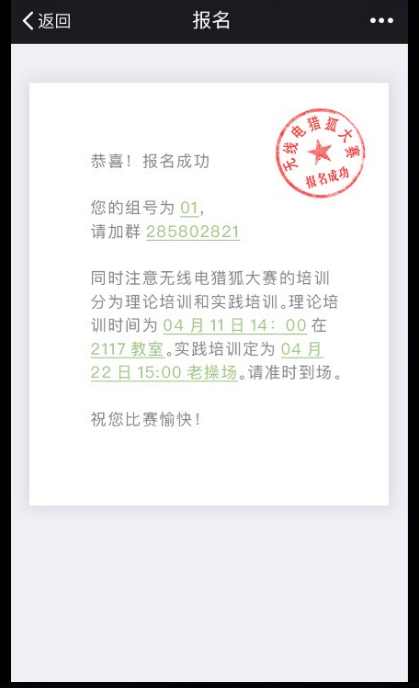 返回
报名
无线电猎狐大赛
报名成功
恭喜！报名成功
您的组号为 01，
请加群 285802821
同时注意无线电猎狐大赛的培训
分为理论培训和实践培训。理论培
训时间为 04 月 11 日 14：00 在
2117 教室。实践培训定为 04 月
22 日 15:00 老操场。请准时到场。
祝您比赛愉快！